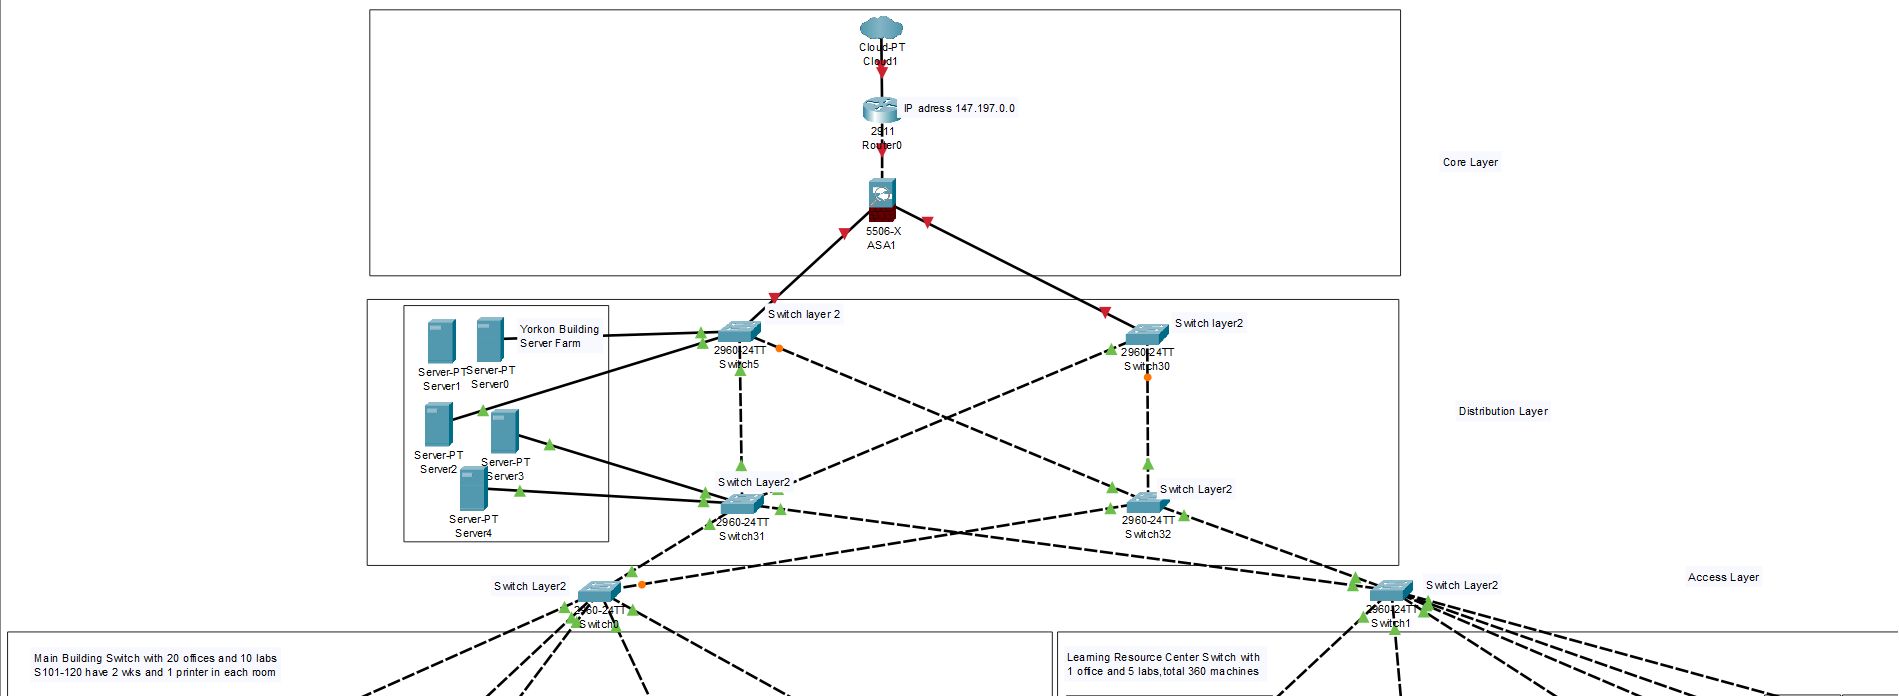 Cloud-PT
Cloud1
IP adress 147.197.0.0
2911
Router0
Core Layer
5506-X
ASA1
Switch layer 2
Switch layer2
Yorkon Building
Server Farm
2960-24TT
Switch5
2960-24TT
Switch30
Server-PT
Server1
Server-PT
Server0
Distribution Layer
Server-PT
Server2
Server-PT
Server3
Switch Layer2
Switch Layer2
Server-PT
Server4
2960-24TT
Switch31
2960-24TT
Switch32
Access Layer
Switch Layer2
Switch Layer2
2960-24TT
Switch0
2960-24TT
Switch1
Main Building Switch with 20 offices and 10 labs
S101-120 have 2 wks and 1 printer in each room
Learning Resource Center Switch with
1 office and 5 labs,total 360 machines